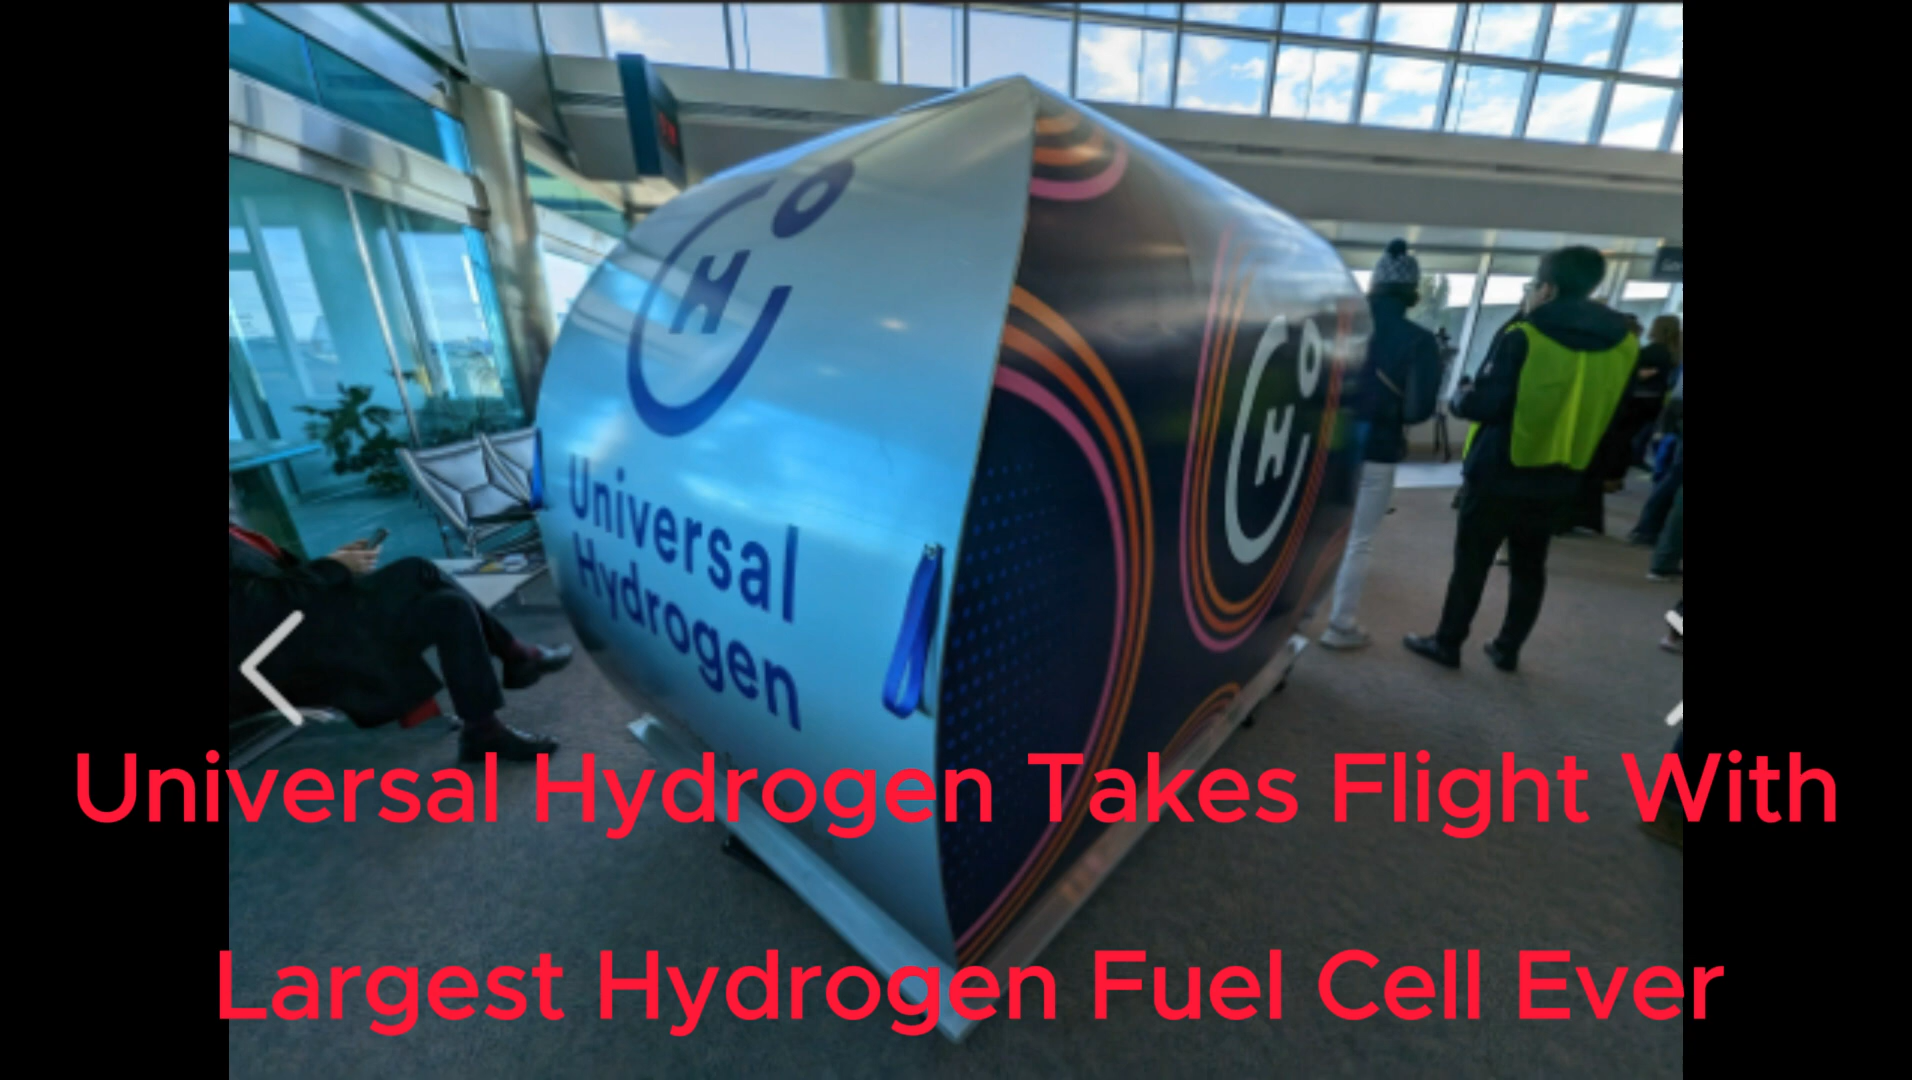 H
Universal
Hydrogen
H
Universal Hydrogen Takes Flight With
Largest Hydrogen Fuel Cell Ever